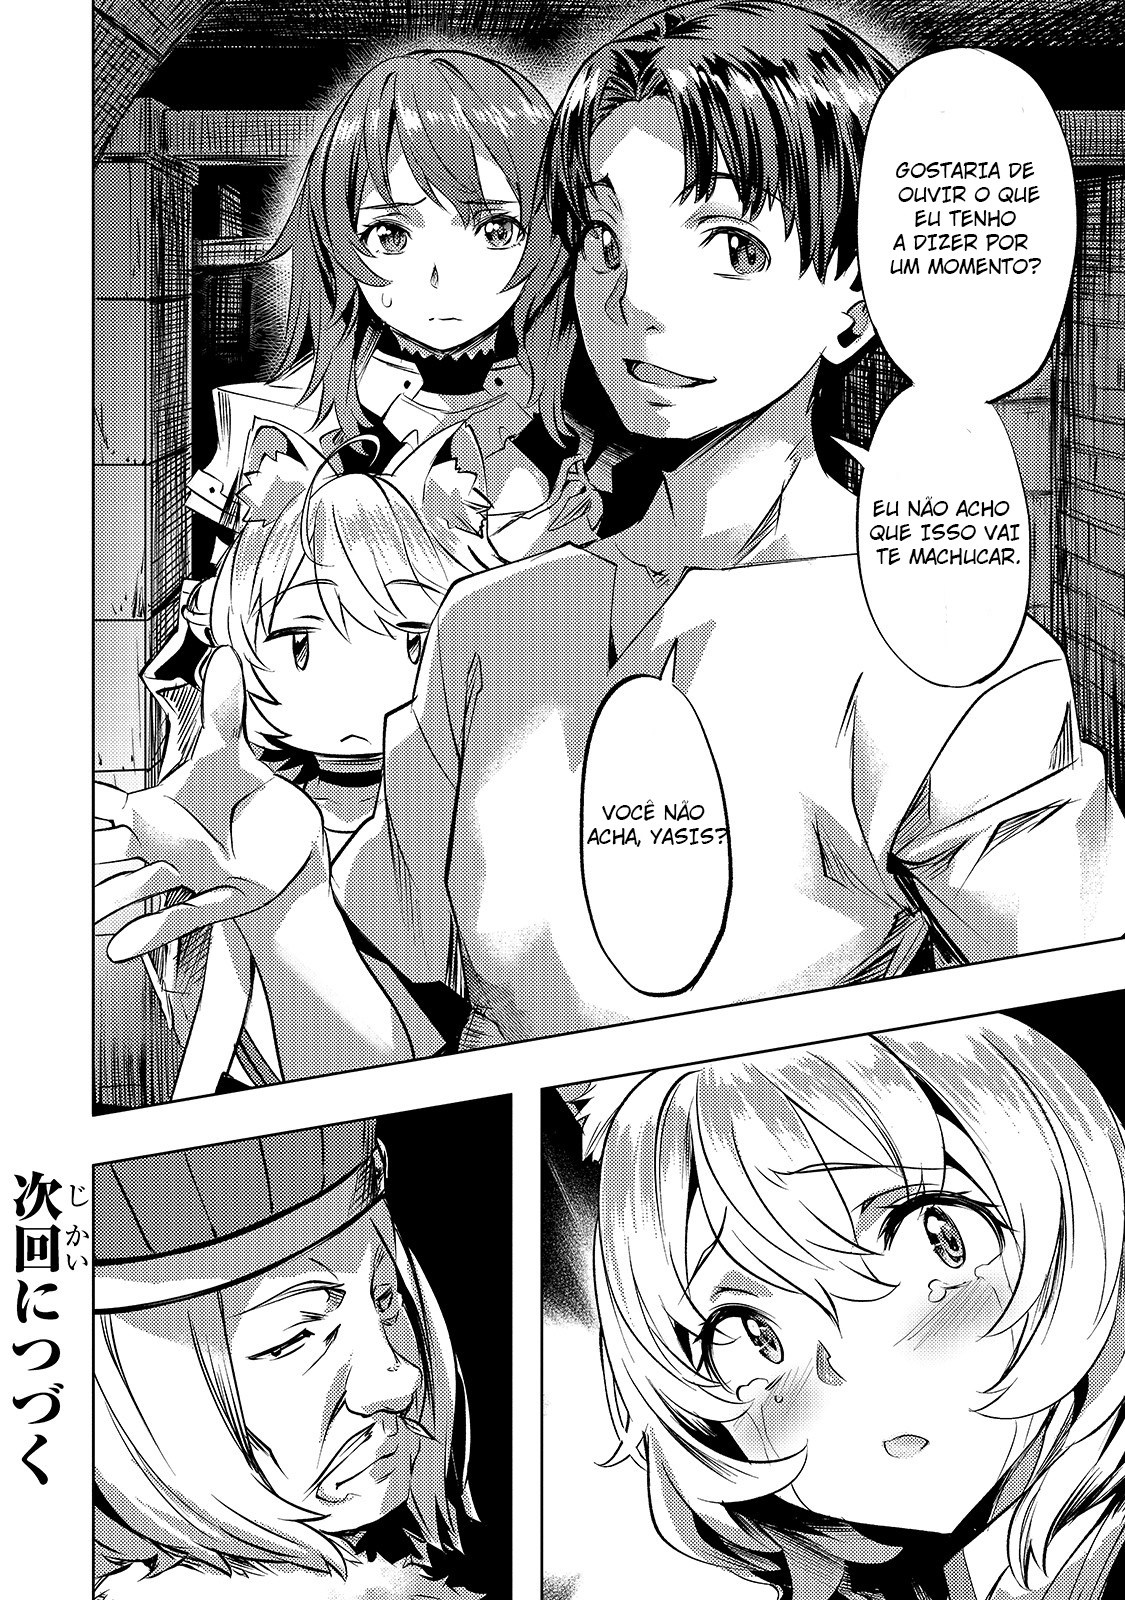 GOSTARIA DE
OUVIR O QUE
EU TENHO
A DIZER POR
UM MOMENTO?
EU NÃO ACHO
QUE ISSO VAI
TE MACHUCAR.
VOCÊ NÃO
ACHA, YASIS?
次回につづく
じかい